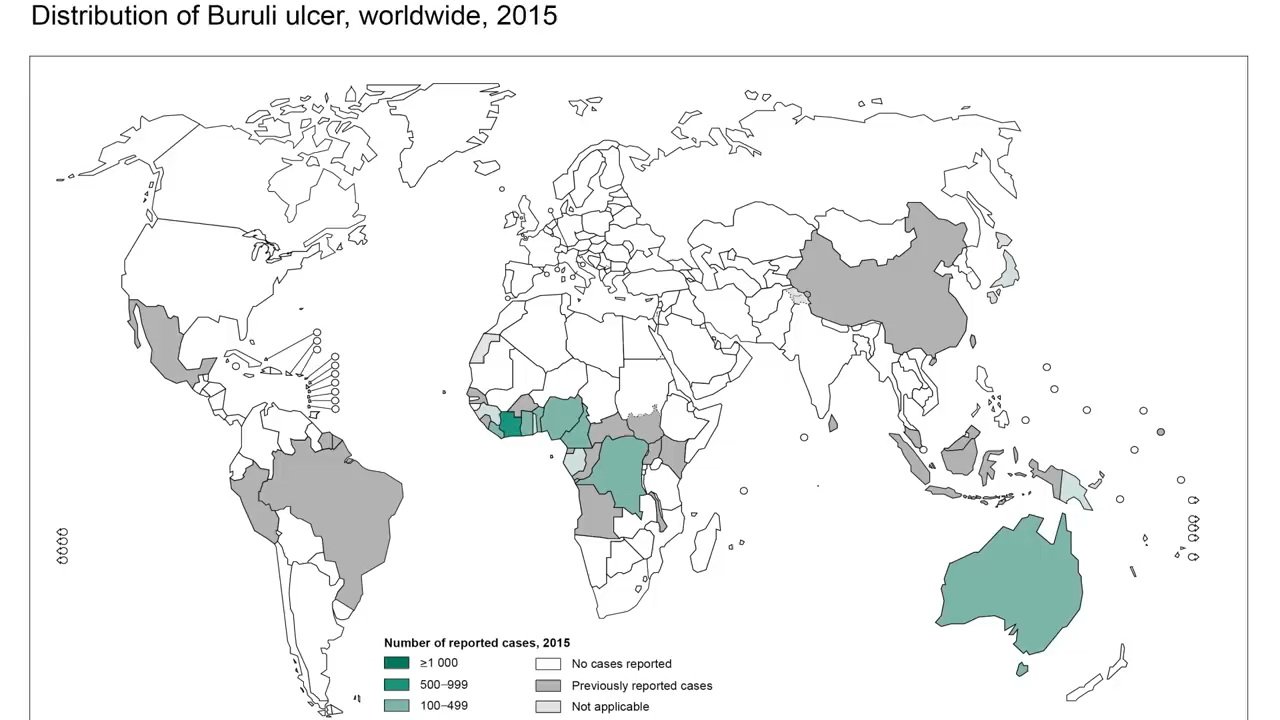 Distribution of Buruli ulcer, worldwide, 2015
Number of reported cases, 2015
≥1 000
No cases reported
500–999
Previously reported cases
100–499
Not applicable